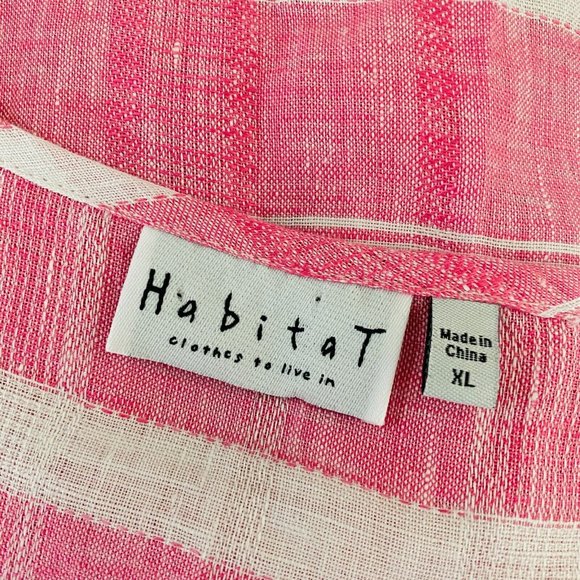 HabitaT
clothes to live in
Made in
China
XL